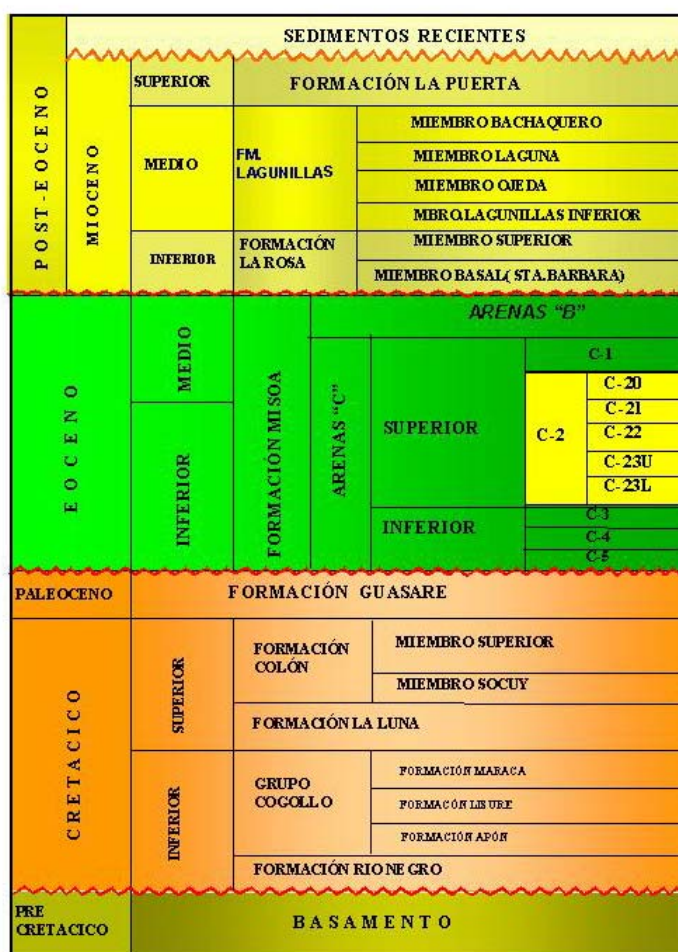 SEDIMENTOS RECIENTES
POST-EOCENO
MIOCENO
SUPERIOR
FORMACIÓN LA PUERTA
MEDIO
FM.
LAGUNILLAS
MIEMBRO BACHAQUERO
MIEMBRO LAGUNA
MIEMBRO OJEDA
MBRO.LAGUNILLAS INFERIOR
INFERIOR
FORMACIÓN
LA ROSA
MIEMBRO SUPERIOR
MIEMBRO BASAL( STA.BARBARA)
EOCENO
MEDIO
INFERIOR
FORMACIÓN MISOA
ARENAS “B”
ARENAS “C”
SUPERIOR
C-1
C-2
C-20
C-21
C-22
C-23U
C-23L
INFERIOR
C-3
C-4
C-5
PALEOCENO
FORMACIÓN GUASARE
CRETACICO
SUPERIOR
FORMACIÓN
COLÓN
MIEMBRO SUPERIOR
MIEMBRO SOCUY
FORMACIÓN LA LUNA
INFERIOR
GRUPO
COGOLLO
FORMACIÓN MARACA
FORMACÓN LISURE
FORMACIÓN APÓN
FORMACIÓN RIO NEGRO
PRE
CRETACICO
BASAMENTO